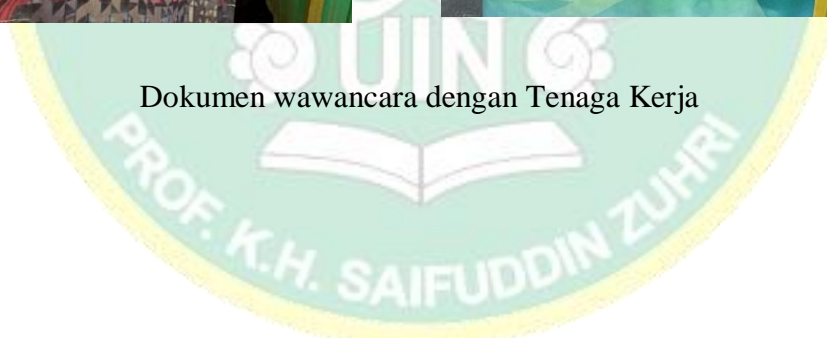 UIN
Dokumen wawancara dengan Tenaga Kerja
PROF. K.H. SAIFUDDIN ZUHRI